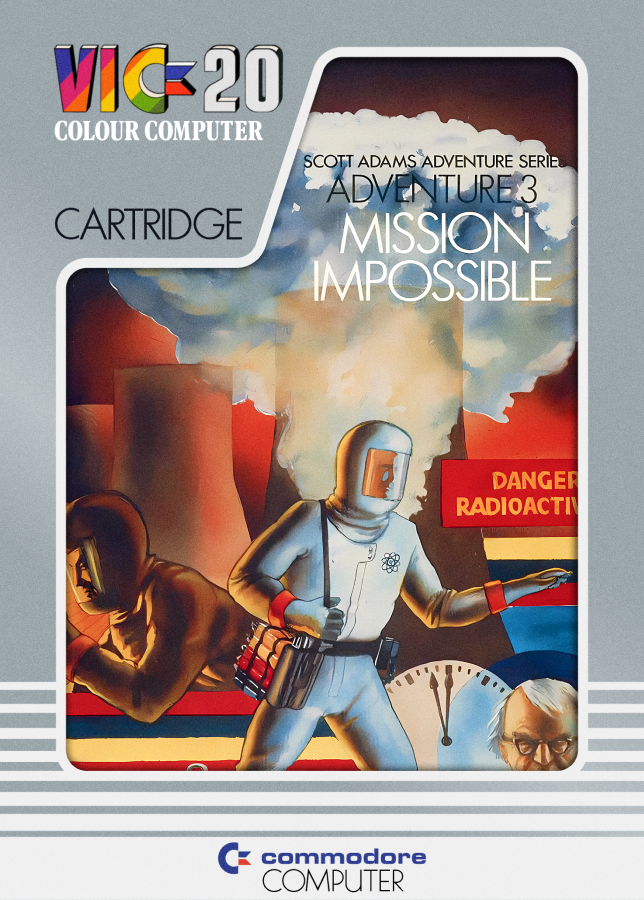 VIC 20
COLOUR COMPUTER
CARTRIDGE
SCOTT ADAMS ADVENTURE SERIES
ADVENTURE 3
MISSION
IMPOSSIBLE
DANGER
RADIOACTIV
commodore
COMPUTER